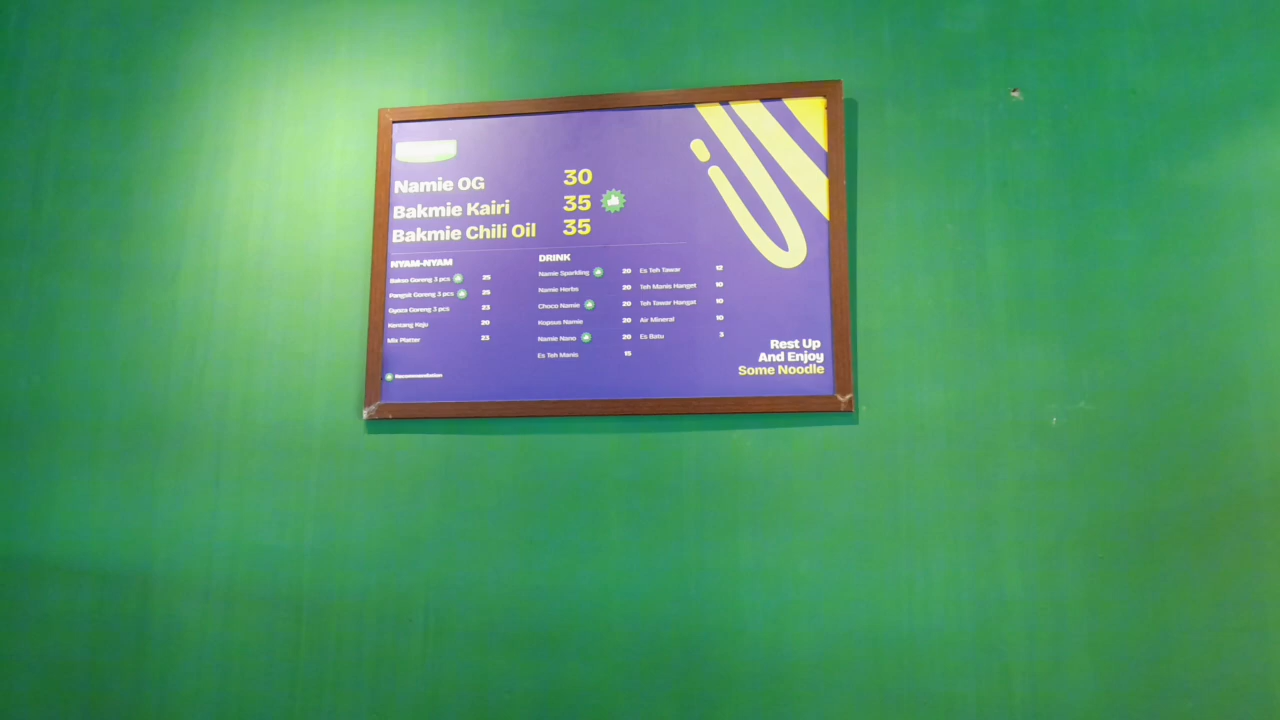 Namie OG 30
Bakmie Kairi 35
Bakmie Chili Oil 35
NYAM-NYAM
Bakso Goreng 3 pcs 25
Pangsit Goreng 3 pcs 25
Gyoza Goreng 3 pcs 23
Kentang Keju 20
Mix Platter 23
Recommendation
DRINK
Namie Sparkling 20
Namie Herbs 20
Choco Namie 20
Kopsus Namie 20
Namie Nano 20
Es Teh Manis 15
Es Teh Tawar 12
Teh Manis Hanget 10
Teh Tawar Hangat 10
Air Mineral 10
Es Batu 3
Rest Up
And Enjoy
Some Noodle